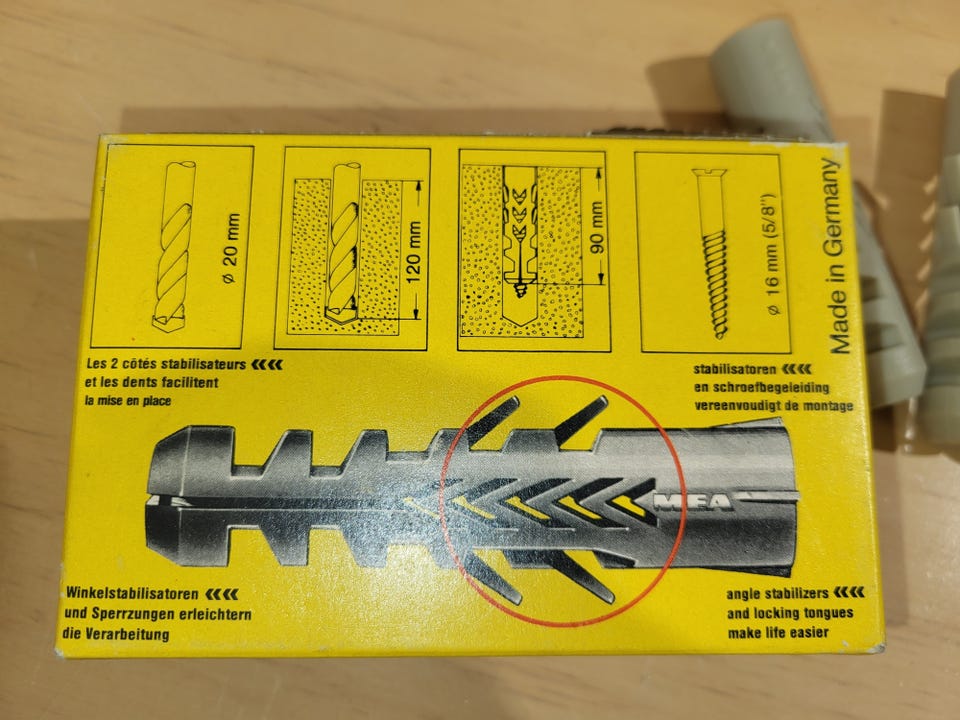 ø 20 mm
120 mm
90 mm
ø 16 mm (5/8")
Made in Germany
Les 2 côtés stabilisateurs
et les dents facilitent
la mise en place
stabilisatoren
en schroefbegeleiding
vereenvoudigt de montage
MEA
Winkelstabilisatoren
und Sperrzungen erleichtern
die Verarbeitung
angle stabilizers
and locking tongues
make life easier